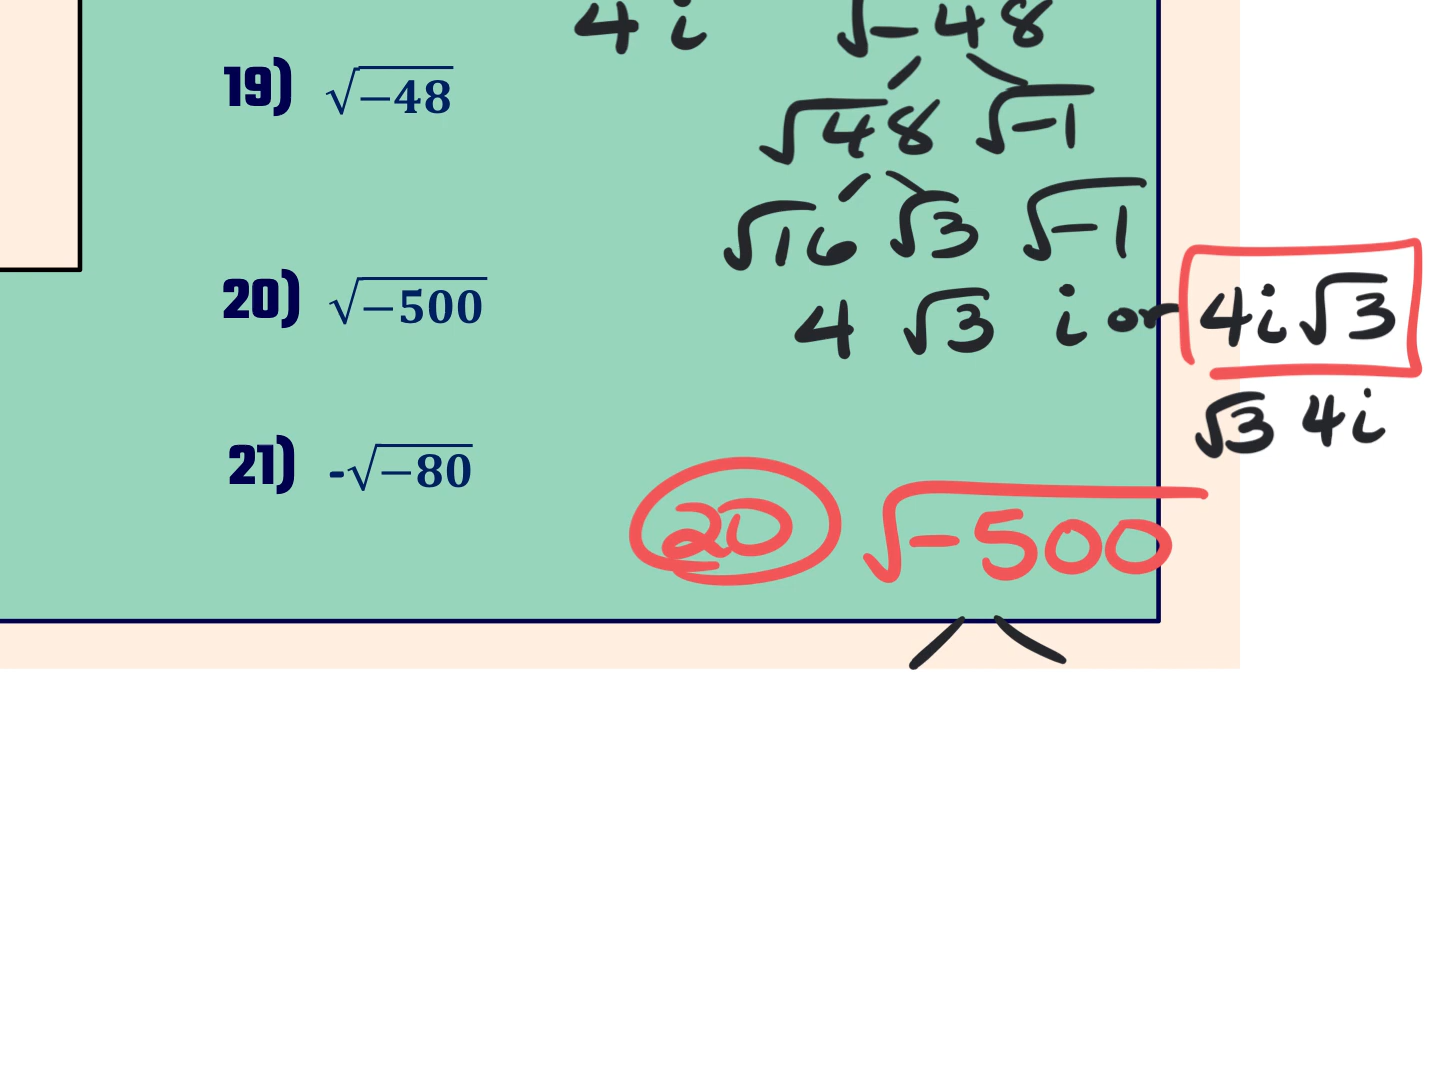 4 i √-48
19) √−48
√48 √-1
√16 √3 √-1
20) √−500
4 √3 i or 4i√3
√3 4i
21) -√−80
20 √-500